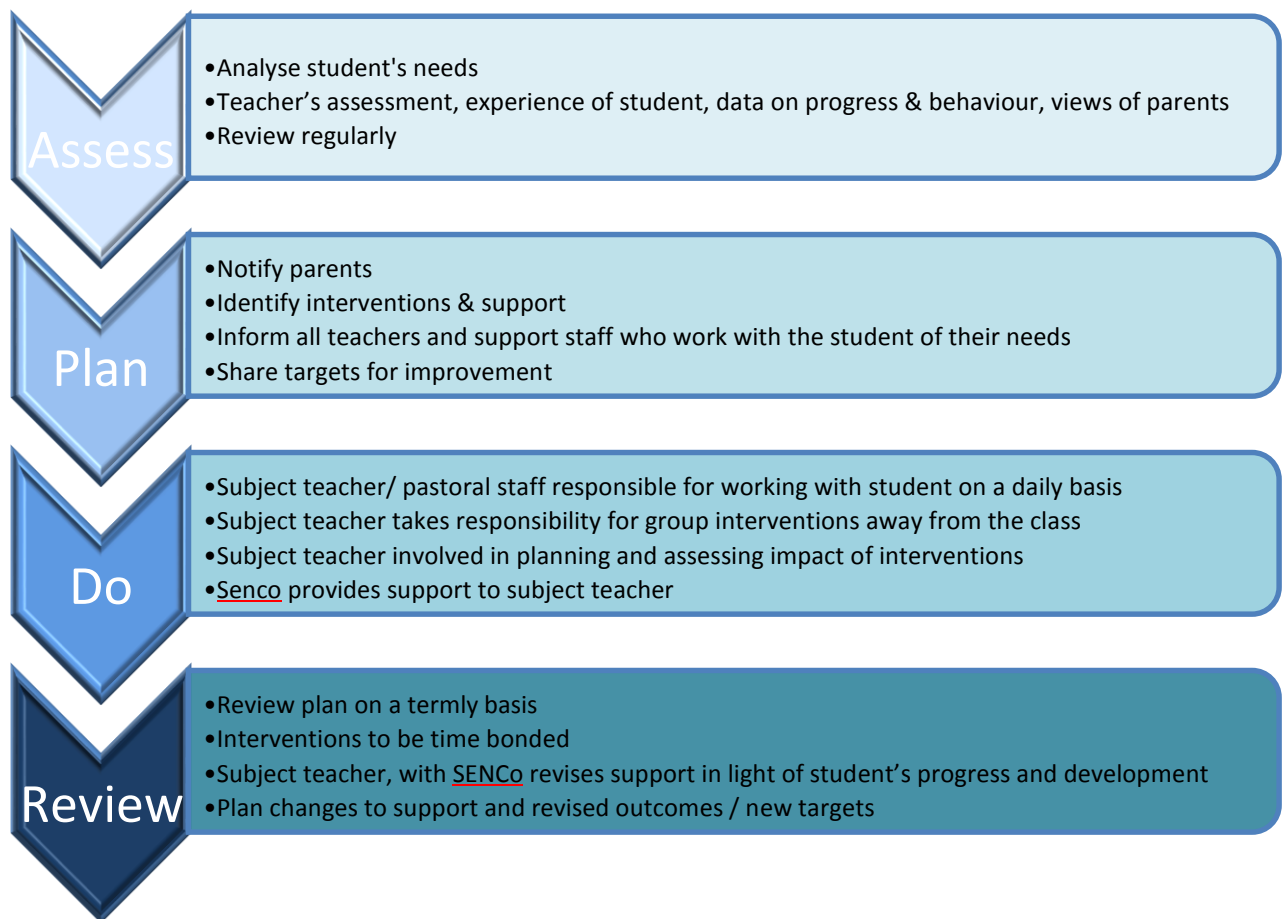 Assess
•Analyse student's needs
•Teacher’s assessment, experience of student, data on progress & behaviour, views of parents
•Review regularly
Plan
•Notify parents
•Identify interventions & support
•Inform all teachers and support staff who work with the student of their needs
•Share targets for improvement
Do
•Subject teacher/ pastoral staff responsible for working with student on a daily basis
•Subject teacher takes responsibility for group interventions away from the class
•Subject teacher involved in planning and assessing impact of interventions
•Senco provides support to subject teacher
Review
•Review plan on a termly basis
•Interventions to be time bonded
•Subject teacher, with SENCo revises support in light of student’s progress and development
•Plan changes to support and revised outcomes / new targets